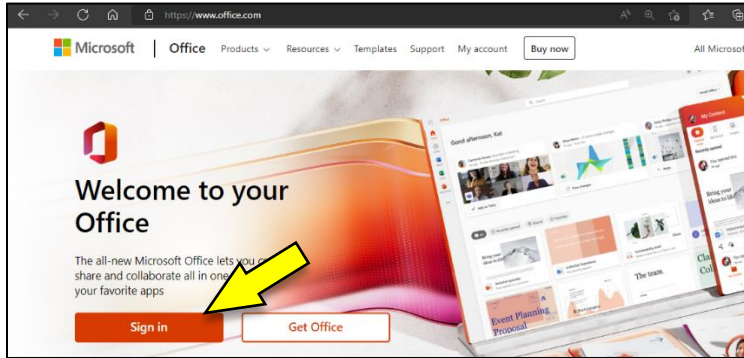 https://www.office.com
Microsoft Office Products Resources Templates Support My account Buy now All Microsof
Office
Good afternoon, Kat
My Content
Welcome to your
Office
The all-new Microsoft Office lets you
share and collaborate all in one
your favorite apps
Sign in Get Office
Event Planning
Proposal
The team.